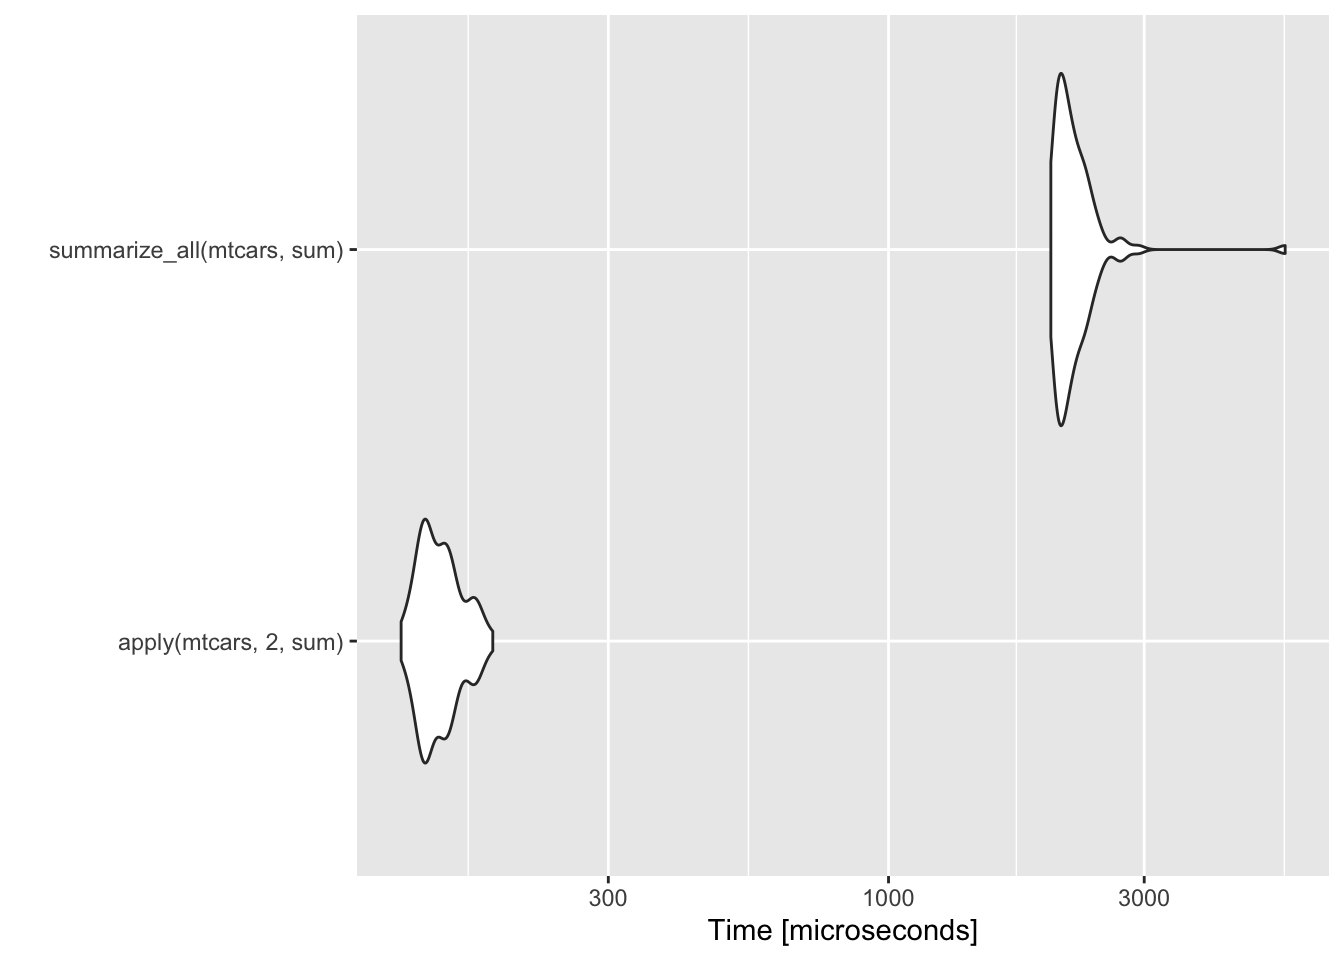 summarize_all(mtcars, sum)
apply(mtcars, 2, sum)
300
1000
3000
Time [microseconds]